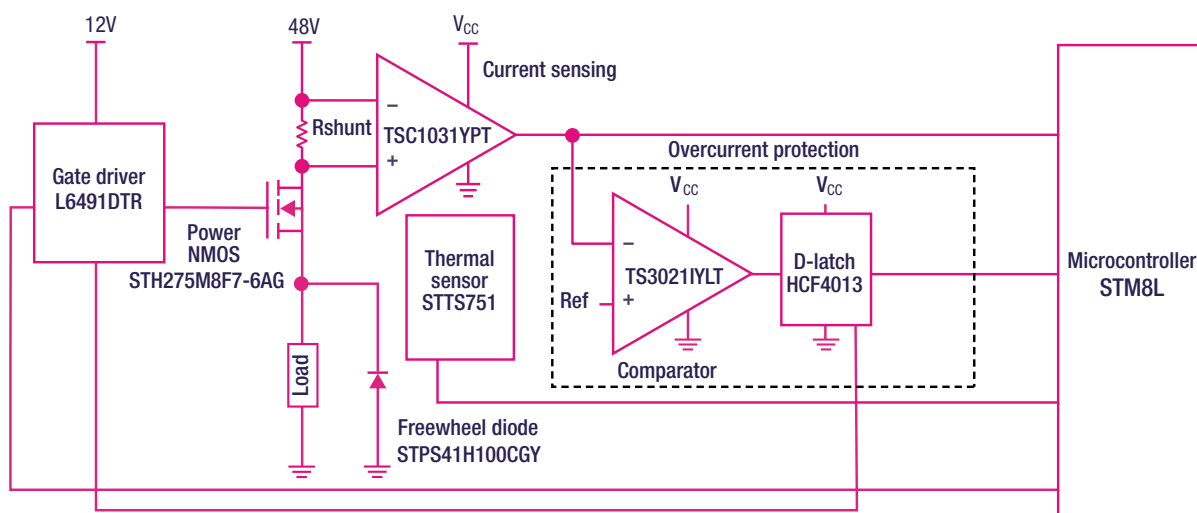 12V
48V
VCC
Current sensing
Rshunt
−
TSC1031YPT
+
Gate driver
L6491DTR
Power
NMOS
STH275M8F7-6AG
Thermal
sensor
STTS751
Overcurrent protection
VCC
VCC
−
TS3021IYLT
Ref
+
Comparator
D-latch
HCF4013
Microcontroller
STM8L
Load
Freewheel diode
STPS41H100CGY